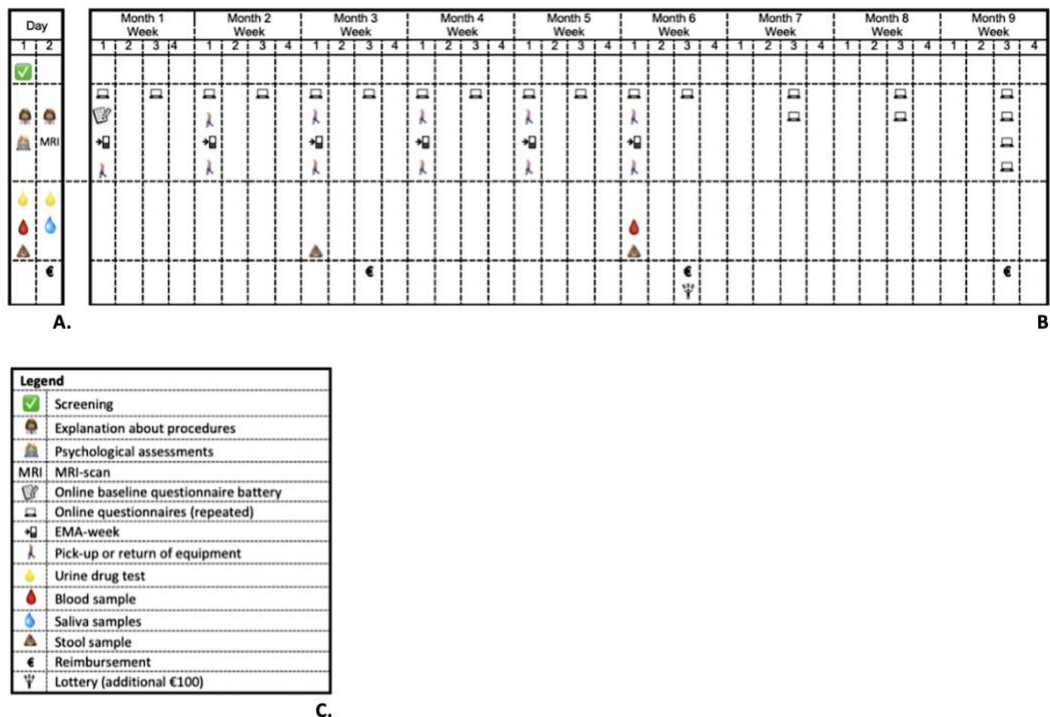 Day
Month 1 Month 2 Month 3 Month 4 Month 5 Month 6 Month 7 Month 8 Month 9
Week Week Week Week Week Week Week Week Week
1 2 1 2 3 4 1 2 3 4 1 2 3 4 1 2 3 4 1 2 3 4 1 2 3 4 1 2 3 4 1 2 3 4 1 2 3 4
MRI
€ € € €
A. B
Legend
Screening
Explanation about procedures
Psychological assessments
MRI MRI-scan
Online baseline questionnaire battery
Online questionnaires (repeated)
EMA-week
Pick-up or return of equipment
Urine drug test
Blood sample
Saliva samples
Stool sample
€ Reimbursement
Lottery (additional €100)
C.